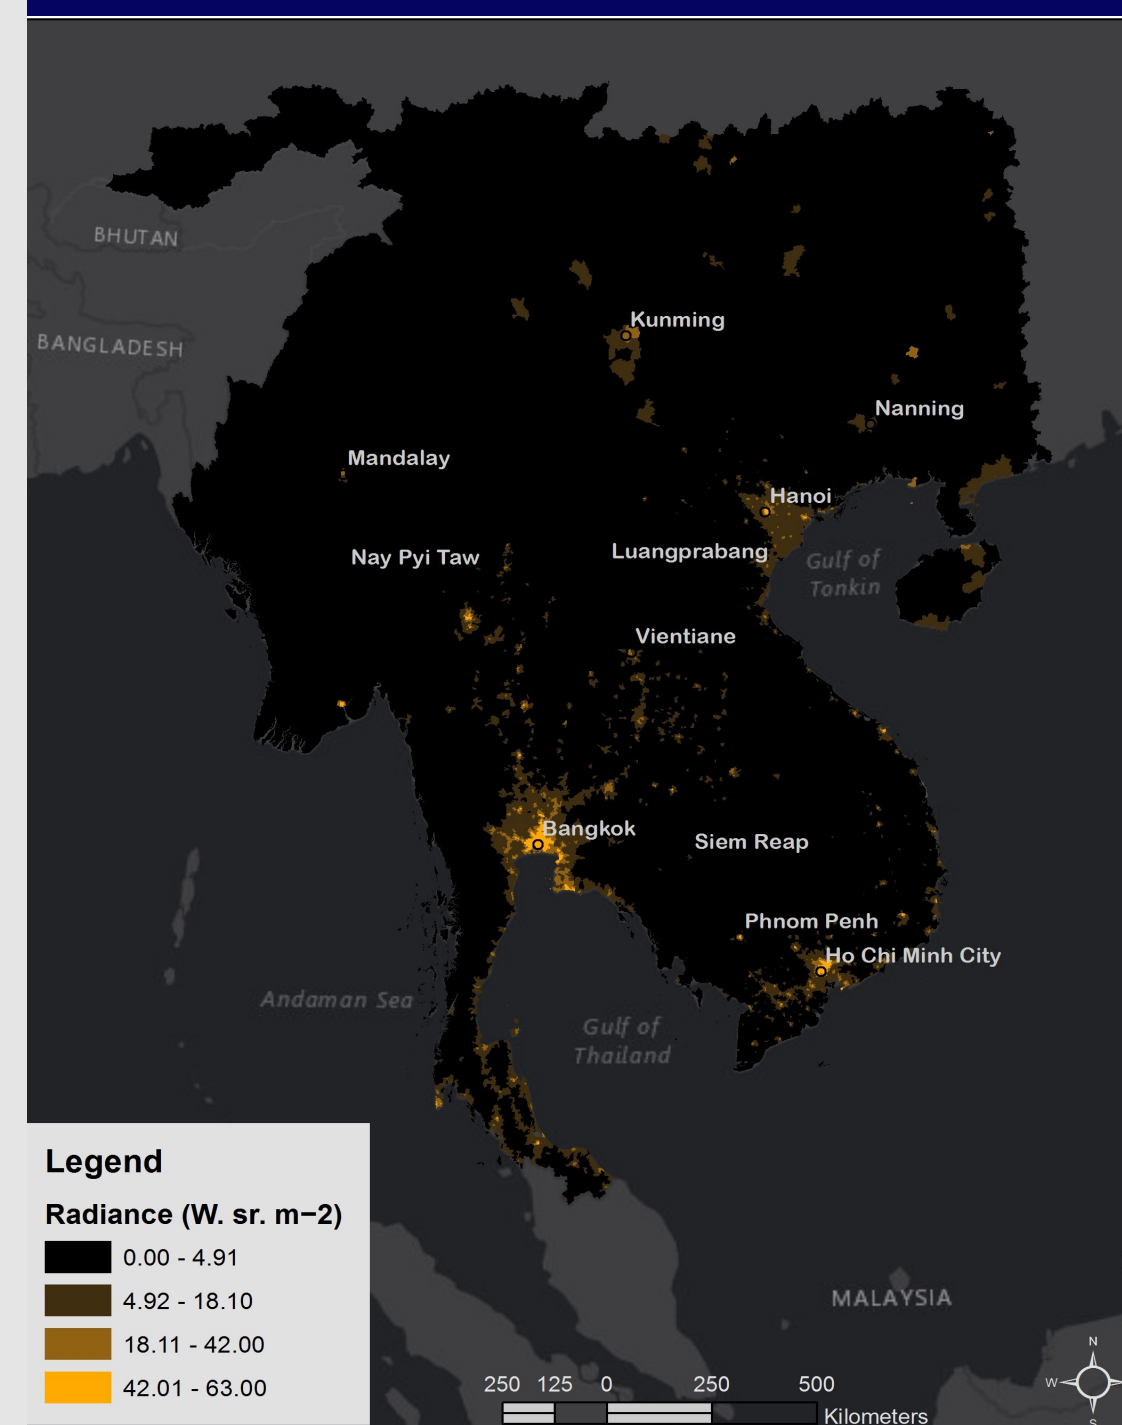 BHUTAN
BANGLADESH
Kunming
Nanning
Mandalay
Hanoi
Nay Pyi Taw
Luangprabang
Gulf of
Tonkin
Vientiane
Bangkok
Siem Reap
Phnom Penh
Ho Chi Minh City
Andaman Sea
Gulf of
Thailand
Legend
Radiance (W. sr. m−2)
0.00 - 4.91
4.92 - 18.10
18.11 - 42.00
42.01 - 63.00
MALAYSIA
250 125 0 250 500
Kilometers
N
W
S